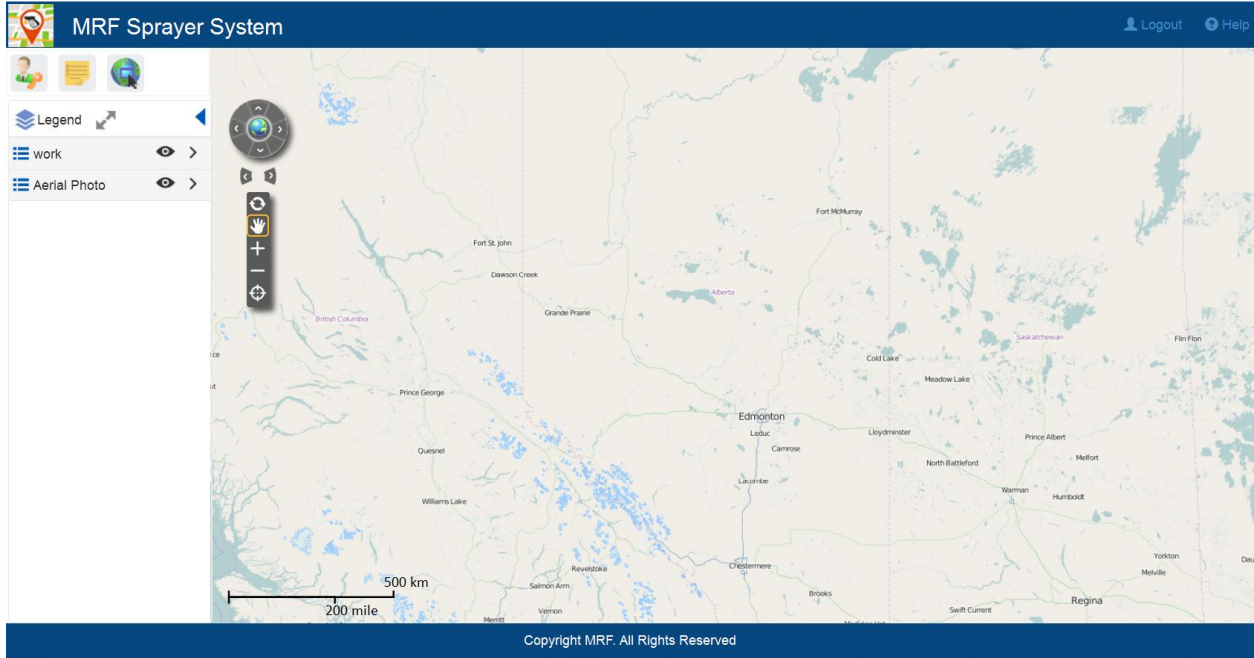 MRF Sprayer System
Logout
Help
Legend
work
Aerial Photo
Fort McMurray
Fort St. John
Dawson Creek
Alberta
Grande Prairie
British Columbia
Saskatchewan
Flin Flon
Cold Lake
Meadow Lake
Prince George
Edmonton
Leduc
Lloydminster
Prince Albert
Camrose
Quesnel
Melfort
North Battleford
Lacombe
Warman
Humboldt
Williams Lake
Yorkton
Chestermere
Revelstoke
Melville
500 km
Salmon Arm
Brooks
Regina
200 mile
Vernon
Swift Current
Merritt
Copyright MRF. All Rights Reserved